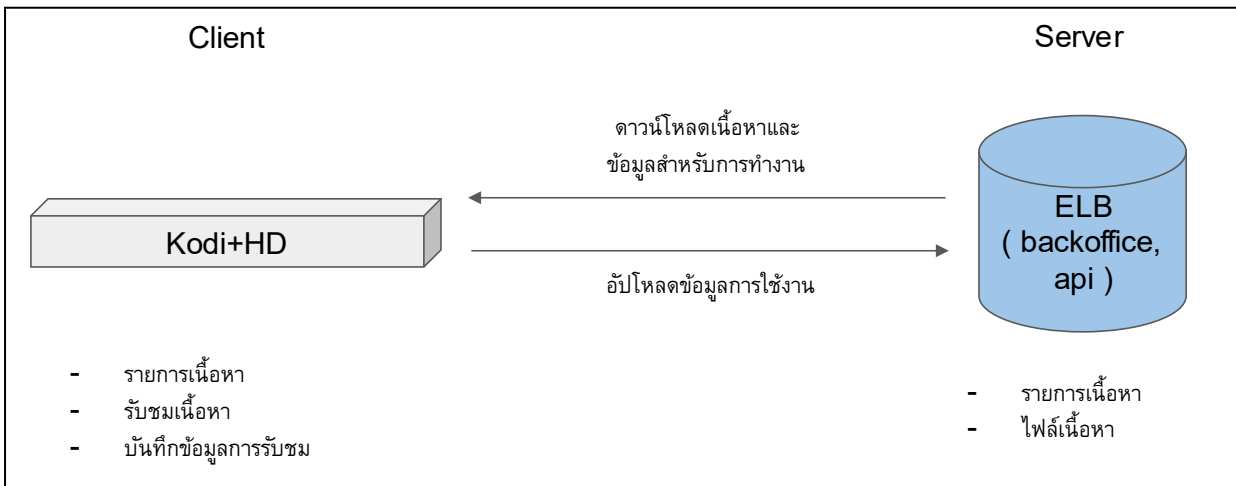 Client
Server
ดาวน์โหลดเนื้อหาและ
ข้อมูลสำหรับการทำงาน
Kodi+HD
ELB
( backoffice,
api )
อัปโหลดข้อมูลการใช้งาน
- รายการเนื้อหา
- รับชมเนื้อหา
- บันทึกข้อมูลการรับชม
- รายการเนื้อหา
- ไฟล์เนื้อหา